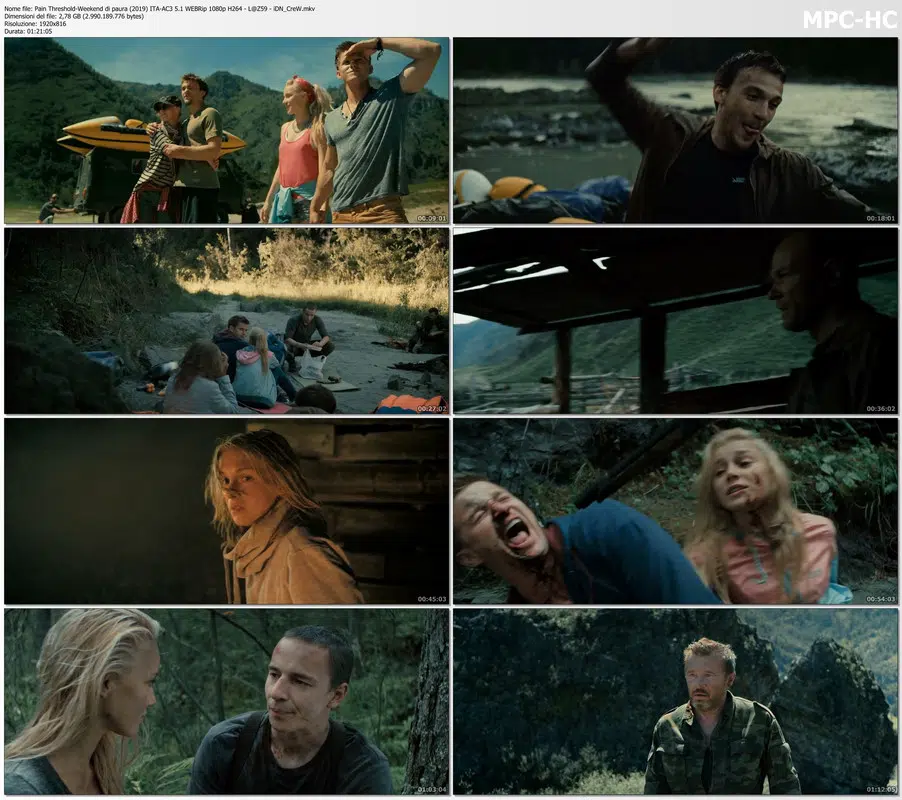 Nome file: Pain Threshold-Weekend di paura (2019) ITA-AC3 5.1 WEBRip 1080p H264 - L@Z59 - iDN_CreW.mkv
Dimensioni del file: 2,78 GB (2.990.189.776 bytes)
Risoluzione: 1920x816
Durata: 01:21:05
MPC-HC
00:09:01
00:18:01
00:27:02
00:36:02
00:45:03
00:54:03
01:03:04
01:12:05